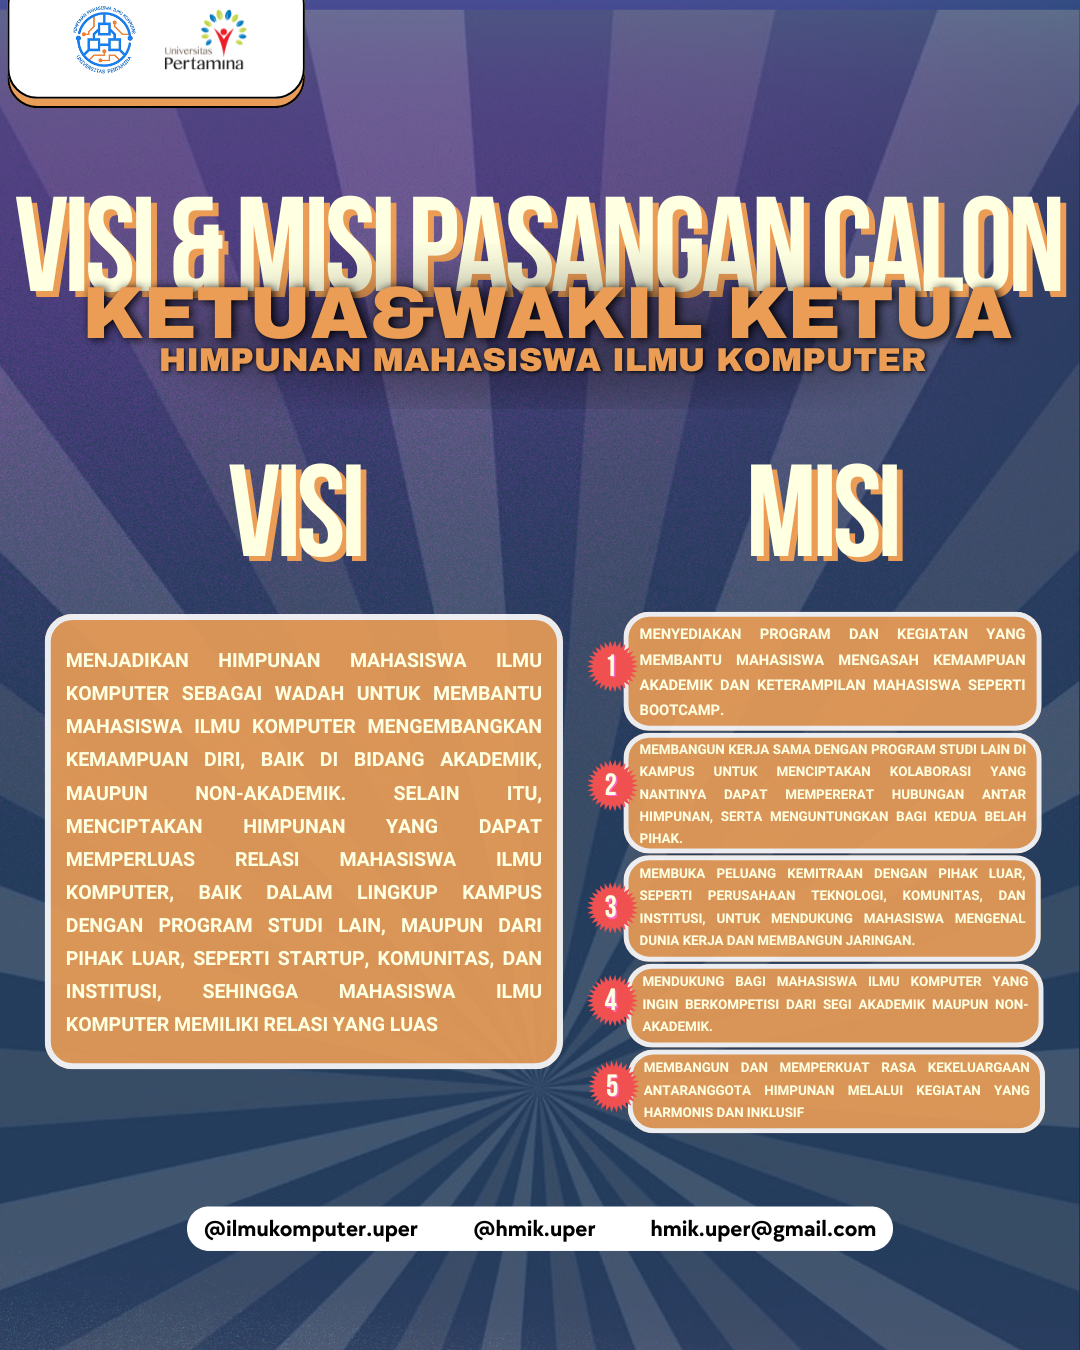 HIMPUNAN MAHASISWA ILMU KOMPUTER
UNIVERSITAS PERTAMINA
Universitas
Pertamina
VISI & MISI PASANGAN CALON
KETUA&WAKIL KETUA
HIMPUNAN MAHASISWA ILMU KOMPUTER
VISI
MENJADIKAN HIMPUNAN MAHASISWA ILMU
KOMPUTER SEBAGAI WADAH UNTUK MEMBANTU
MAHASISWA ILMU KOMPUTER MENGEMBANGKAN
KEMAMPUAN DIRI, BAIK DI BIDANG AKADEMIK,
MAUPUN NON-AKADEMIK. SELAIN ITU,
MENCIPTAKAN HIMPUNAN YANG DAPAT
MEMPERLUAS RELASI MAHASISWA ILMU
KOMPUTER, BAIK DALAM LINGKUP KAMPUS
DENGAN PROGRAM STUDI LAIN, MAUPUN DARI
PIHAK LUAR, SEPERTI STARTUP, KOMUNITAS, DAN
INSTITUSI, SEHINGGA MAHASISWA ILMU
KOMPUTER MEMILIKI RELASI YANG LUAS
MISI
1
MENYEDIAKAN PROGRAM DAN KEGIATAN YANG
MEMBANTU MAHASISWA MENGASAH KEMAMPUAN
AKADEMIK DAN KETERAMPILAN MAHASISWA SEPERTI
BOOTCAMP.
2
MEMBANGUN KERJA SAMA DENGAN PROGRAM STUDI LAIN DI
KAMPUS UNTUK MENCIPTAKAN KOLABORASI YANG
NANTINYA DAPAT MEMPERERAT HUBUNGAN ANTAR
HIMPUNAN, SERTA MENGUNTUNGKAN BAGI KEDUA BELAH
PIHAK.
3
MEMBUKA PELUANG KEMITRAAN DENGAN PIHAK LUAR,
SEPERTI PERUSAHAAN TEKNOLOGI, KOMUNITAS, DAN
INSTITUSI, UNTUK MENDUKUNG MAHASISWA MENGENAL
DUNIA KERJA DAN MEMBANGUN JARINGAN.
4
MENDUKUNG BAGI MAHASISWA ILMU KOMPUTER YANG
INGIN BERKOMPETISI DARI SEGI AKADEMIK MAUPUN NON-
AKADEMIK.
5
MEMBANGUN DAN MEMPERKUAT RASA KEKELUARGAAN
ANTARANGGOTA HIMPUNAN MELALUI KEGIATAN YANG
HARMONIS DAN INKLUSIF
@ilmukomputer.uper @hmik.uper hmik.uper@gmail.com